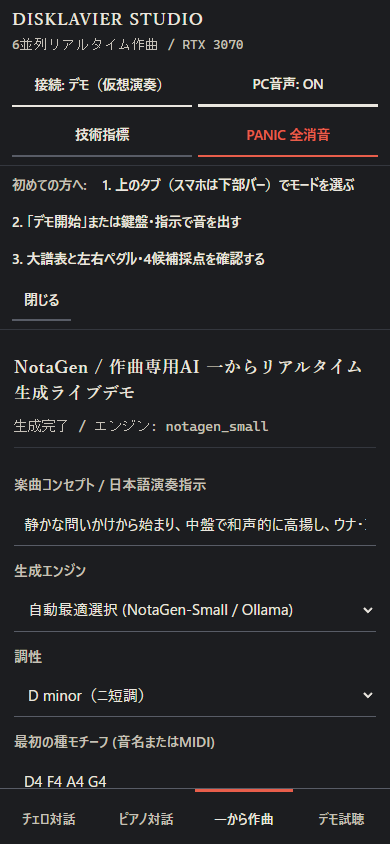 DISKLAVIER STUDIO
6並列リアルタイム作曲 / RTX 3070
接続: デモ（仮想演奏）
PC音声: ON
技術指標
PANIC 全消音
初めての方へ: 1. 上のタブ（スマホは下部バー）でモードを選ぶ
2. 「デモ開始」または鍵盤・指示で音を出す
3. 大譜表と左右ペダル・4候補採点を確認する
閉じる
NotaGen / 作曲専用AI 一からリアルタイム
生成ライブデモ
生成完了 / エンジン: notagen_small
楽曲コンセプト / 日本語演奏指示
静かな問いかけから始まり、中盤で和声的に高揚し、ウナ・
生成エンジン
自動最適選択 (NotaGen-Small / Ollama)
調性
D minor（ニ短調）
最初の種モチーフ (音名またはMIDI)
D4 F4 A4 G4
チェロ対話
ピアノ対話
一から作曲
デモ試聴